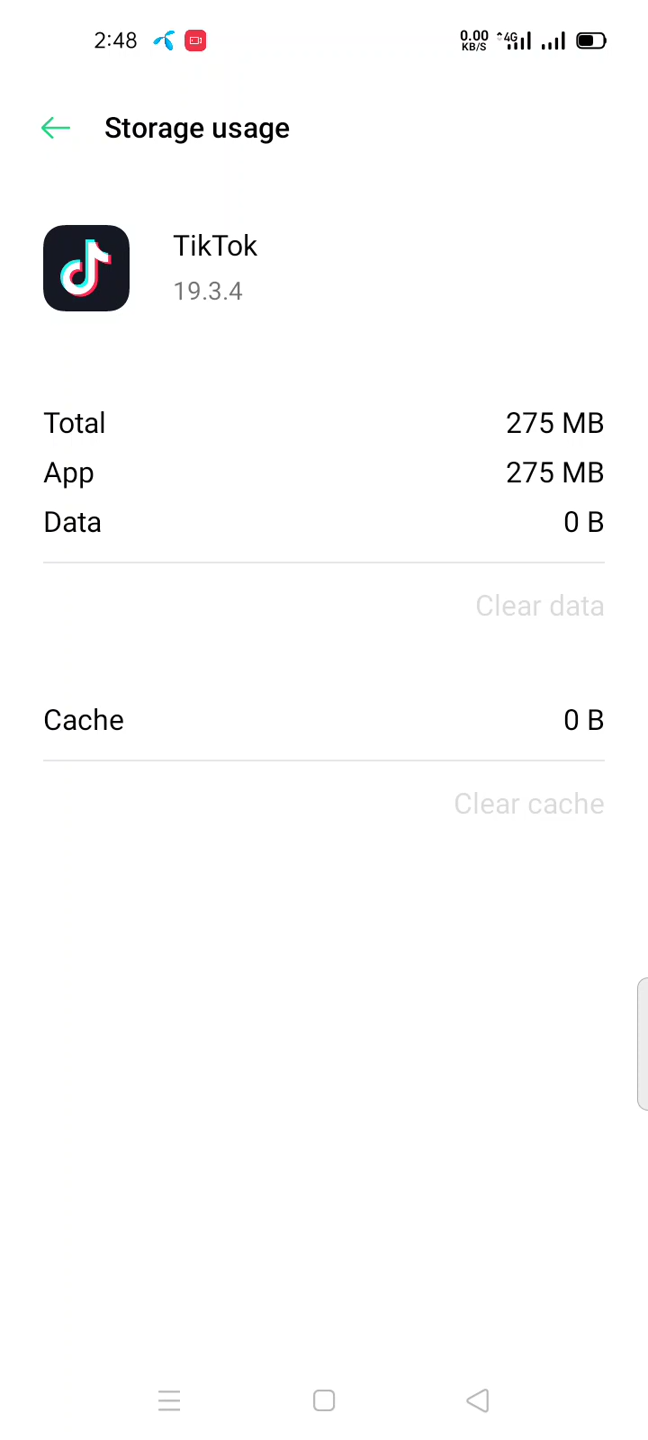 2:48
0.00 KB/S 4G
Storage usage
TikTok
19.3.4
Total 275 MB
App 275 MB
Data 0 B
Clear data
Cache 0 B
Clear cache